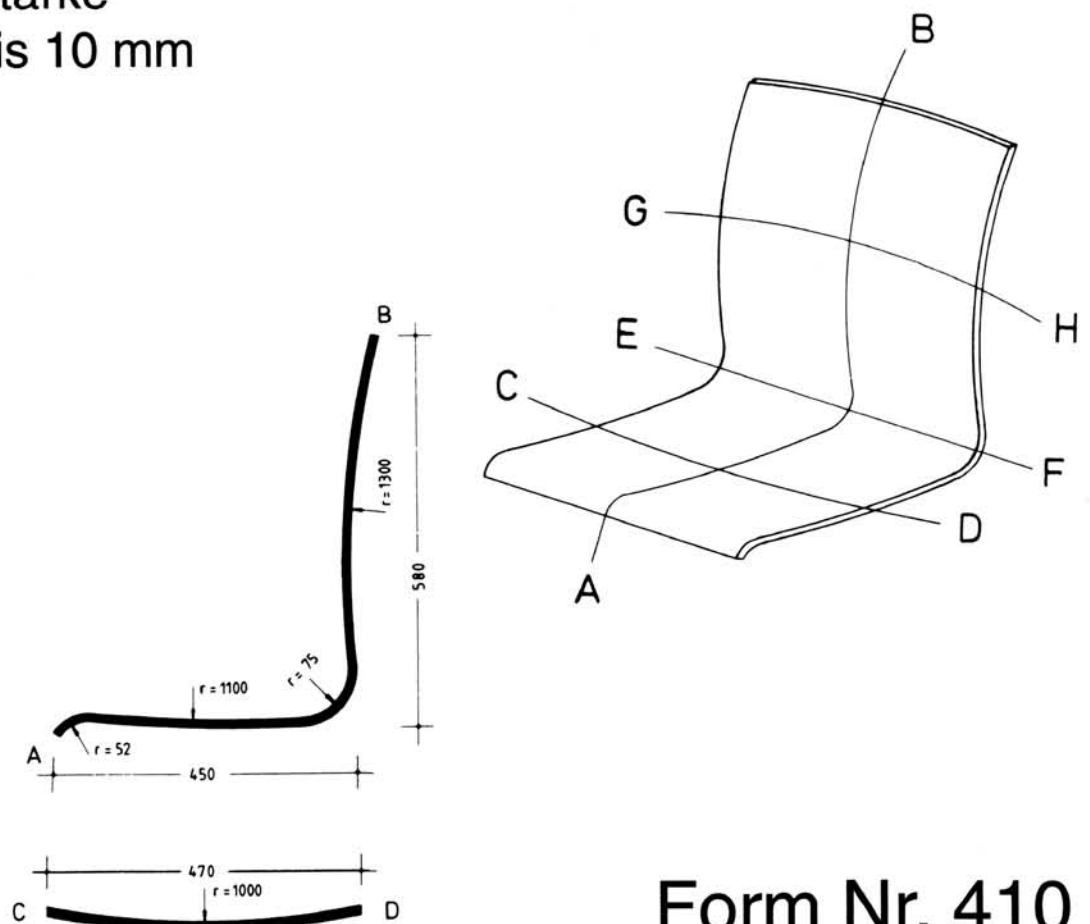 is 10 mm
B
G
H
E
C
F
D
A
B
r = 1300
580
r = 75
r = 1100
r = 52
A
450
470
r = 1000
C
D
Form Nr. 410